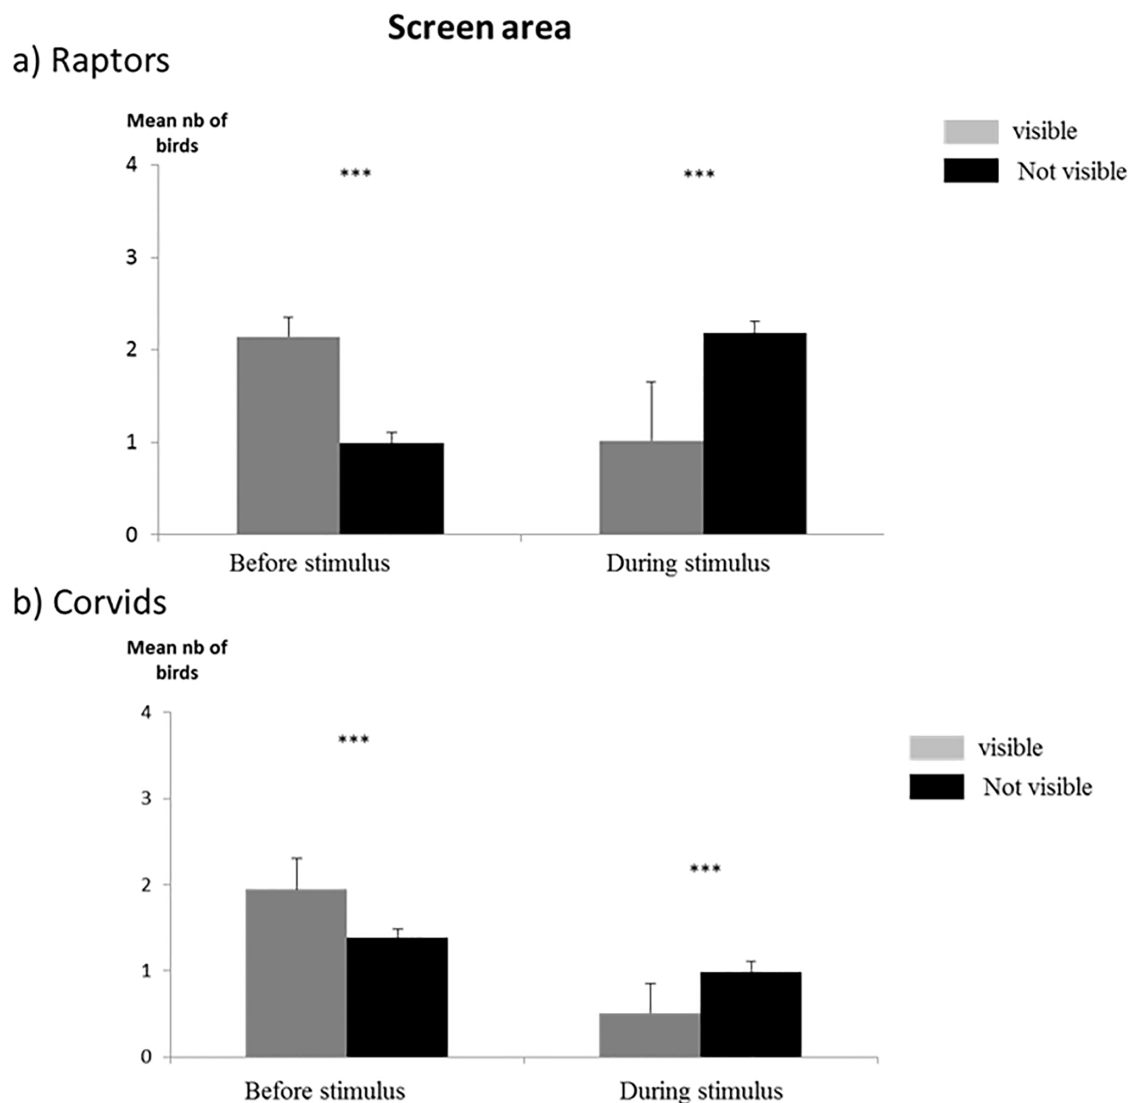 Screen area
a) Raptors
Mean nb of
birds
visible
Not visible
4
3
2
1
0
***
***
Before stimulus
During stimulus
b) Corvids
Mean nb of
birds
visible
Not visible
4
3
2
1
0
***
***
Before stimulus
During stimulus